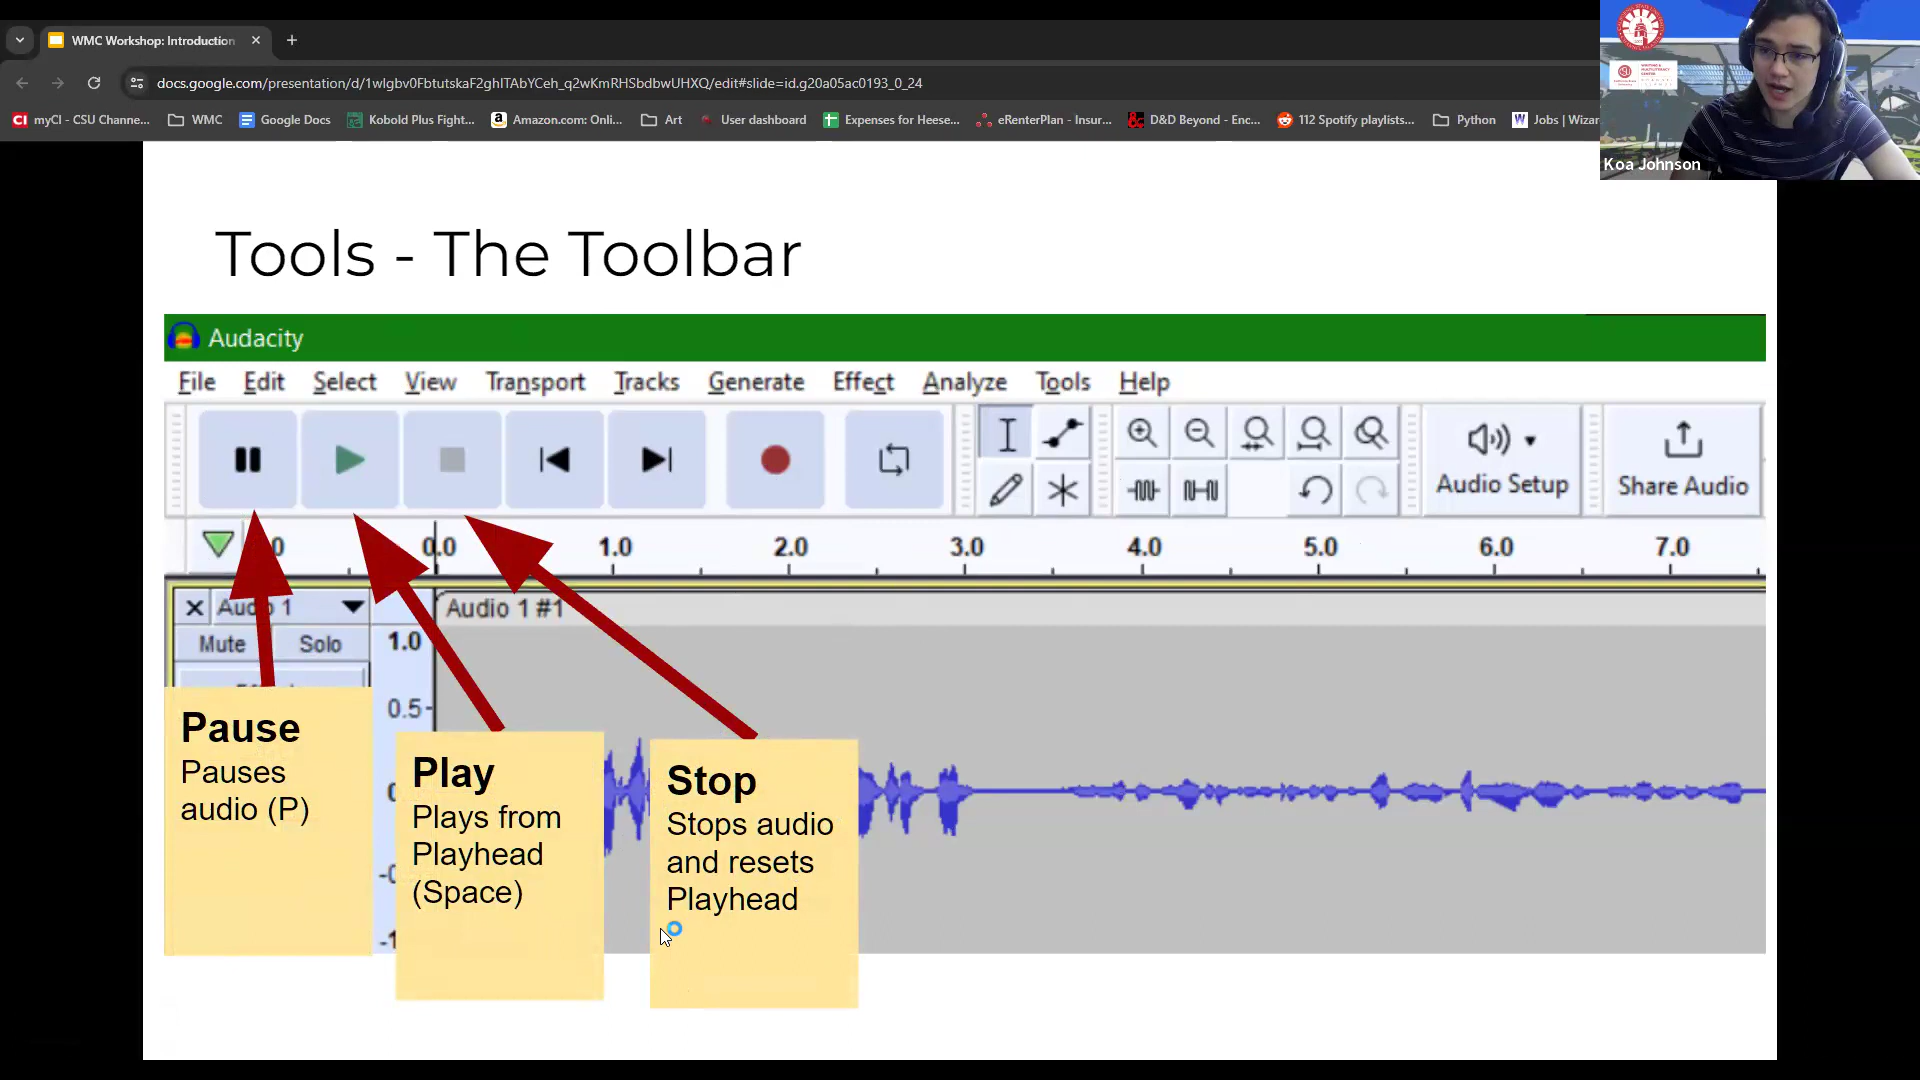 WMC Workshop: Introduction
docs.google.com/presentation/d/1wlgbv0FbtutskaF2ghITAbYCeh_q2wKmRHSbdbwUHXQ/edit#slide=id.g20a05ac0193_0_24
myCI - CSU Channe... WMC Google Docs Kobold Plus Fight... Amazon.com: Onli... Art User dashboard Expenses for Heese... eRenterPlan - Insur... D&D Beyond - Enc... 112 Spotify playlists... Python Jobs | Wizar
Koa Johnson
Tools - The Toolbar
Audacity
File Edit Select View Transport Tracks Generate Effect Analyze Tools Help
Audio Setup
Share Audio
0.0 1.0 2.0 3.0 4.0 5.0 6.0 7.0
Audio 1
Audio 1 #1
Mute Solo
1.0
0.5
Pause
Pauses
audio (P)
Play
Plays from
Playhead
(Space)
Stop
Stops audio
and resets
Playhead